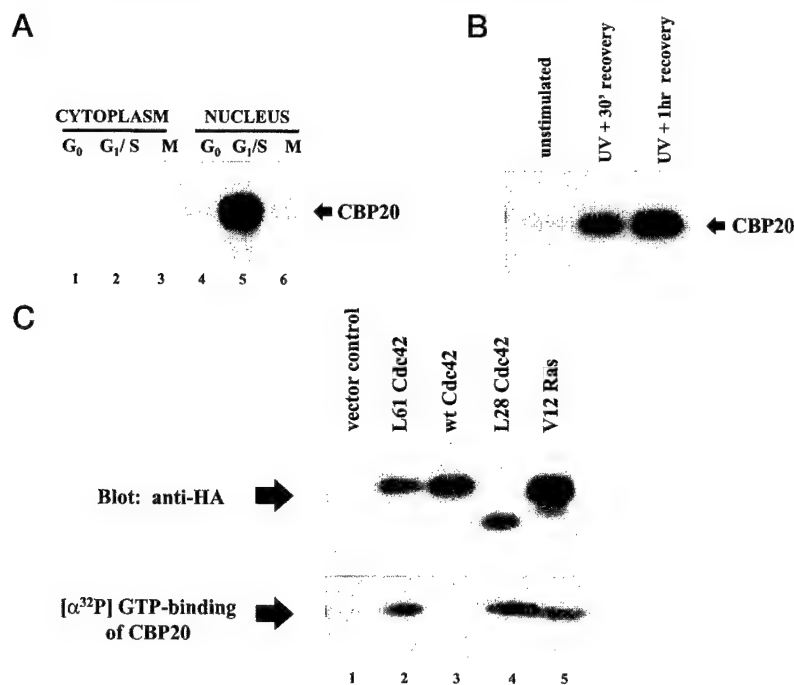 A
CYTOPLASM NUCLEUS
G₀ G₁/ S M G₀ G₁/S M
CBP20
1 2 3 4 5 6
B
unstimulated
UV + 30' recovery
UV + 1hr recovery
CBP20
C
vector control
L61 Cdc42
wt Cdc42
L28 Cdc42
V12 Ras
Blot: anti-HA
[α³²P] GTP-binding
of CBP20
1 2 3 4 5